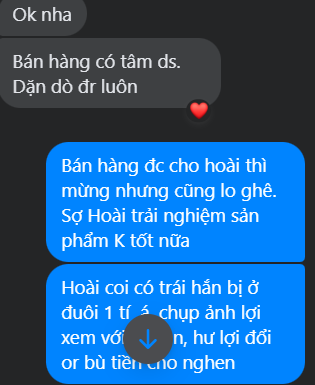 Ok nha
Bán hàng có tâm ds.
Dặn dò đr luôn
Bán hàng đc cho hoài thì
mừng nhưng cũng lo ghê.
Sợ Hoài trải nghiệm sản
phẩm K tốt nữa
Hoài coi có trái hắn bị ở
đuôi 1 tí á, chụp ảnh lợi
xem với n, hư lợi đổi
or bù tiền cho nghen